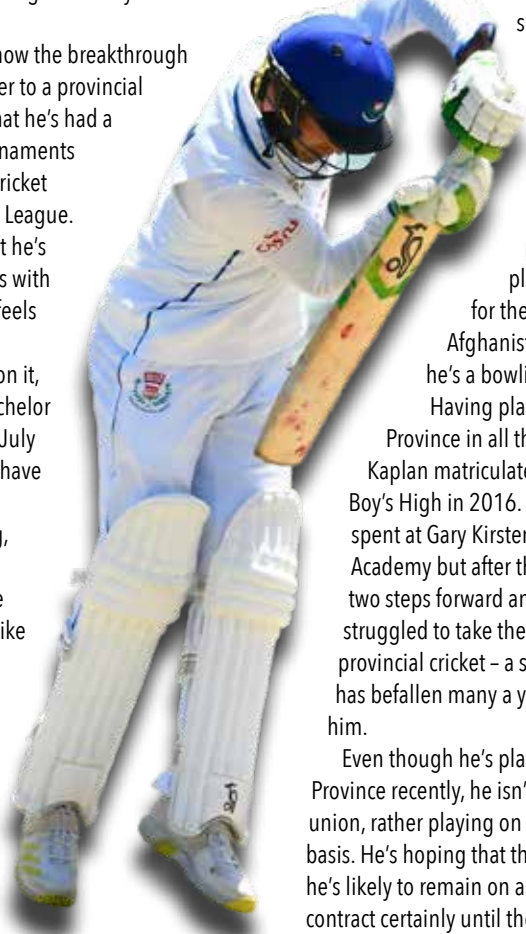 now the breakthrough
er to a provincial
at he's had a
naments
ricket
League.
t he's
s with
feels
on it,
chelor
July
have
g,
e
ike
s
pl
for the
Afghanist
he's a bowli
Having pla
Province in all th
Kaplan matriculate
Boy's High in 2016.
spent at Gary Kirsten
Academy but after th
two steps forward an
struggled to take the
provincial cricket – a s
has befallen many a y
him.
Even though he's pla
Province recently, he isn'
union, rather playing on
basis. He's hoping that th
he's likely to remain on a
contract certainly until the